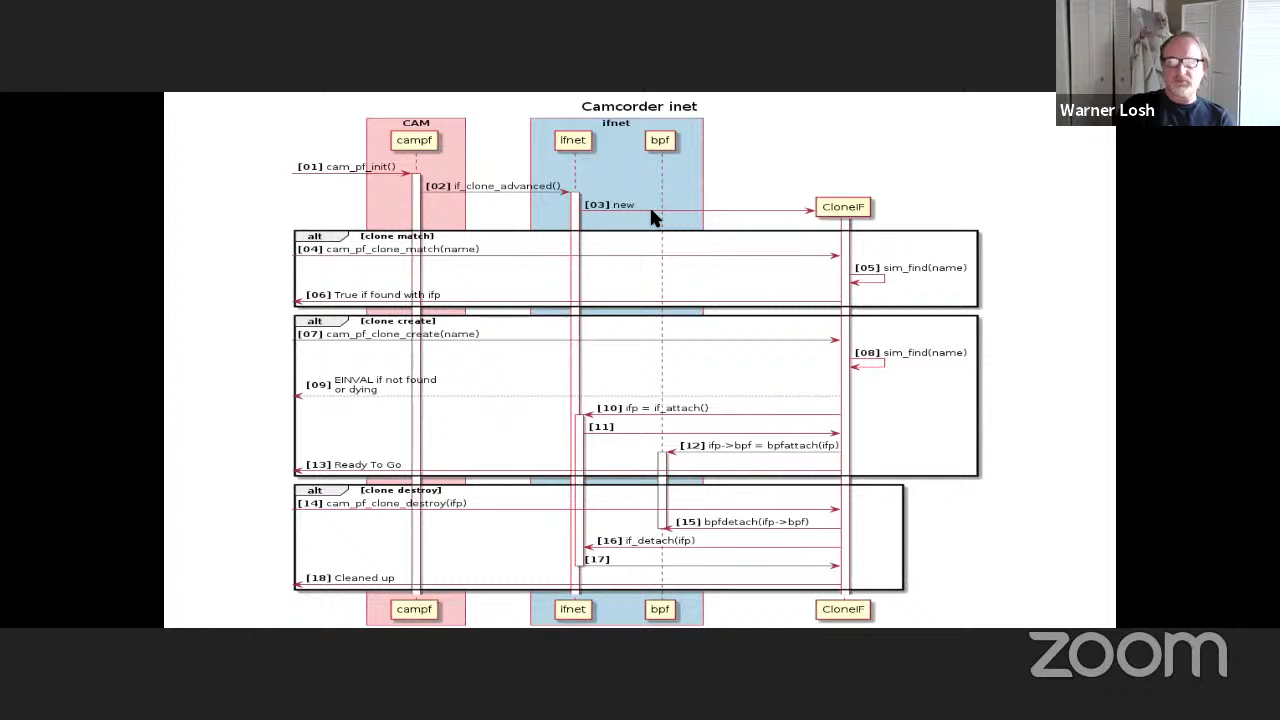 Warner Losh
Camcorder inet
CAM
ifnet
campf
ifnet
bpf
[01] cam_pf_init()
[02] if_clone_advanced()
[03] new
CloneIF
alt [clone match]
[04] cam_pf_clone_match(name)
[05] sim_find(name)
[06] True if found with ifp
alt [clone create]
[07] cam_pf_clone_create(name)
[08] sim_find(name)
[09] EINVAL if not found
or dying
[10] ifp = if_attach()
[11]
[12] ifp->bpf = bpfattach(ifp)
[13] Ready To Go
alt [clone destroy]
[14] cam_pf_clone_destroy(ifp)
[15] bpfdetach(ifp->bpf)
[16] if_detach(ifp)
[17]
[18] Cleaned up
campf
ifnet
bpf
CloneIF
zoom